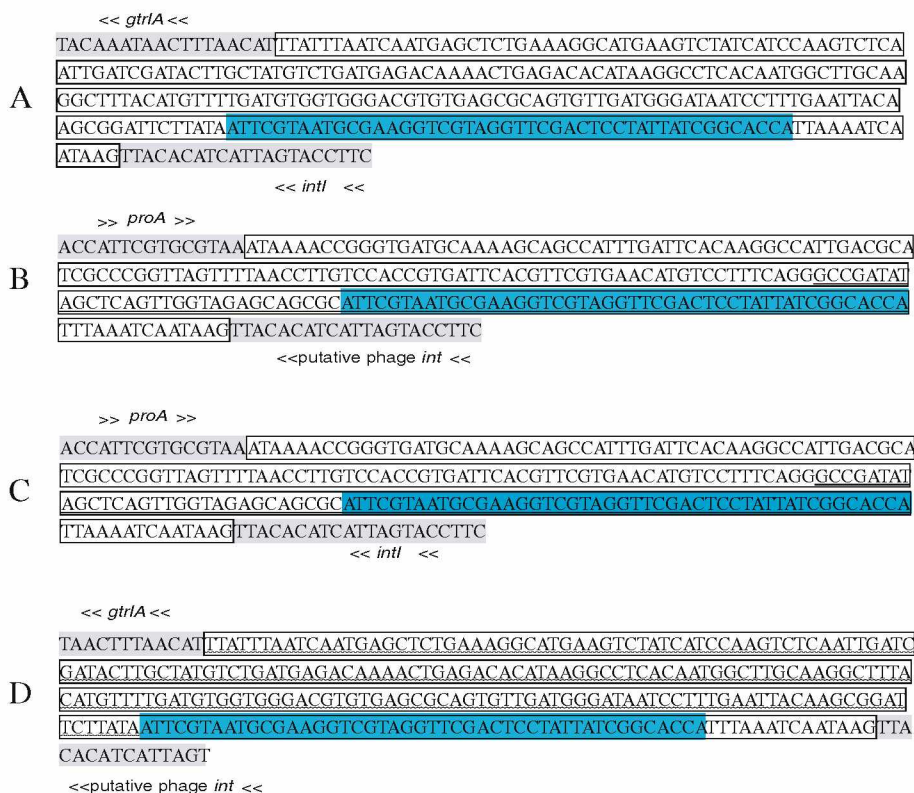 << gtrIA <<
TACAAATAACTTTAACATTTATTTAATCAATGAGCTCTGAAAGGCATGAAGTCTATCATCCAAGTCTCA
ATTGATCGATACTTGCTATGTCTGATGAGACAAAACTGAGACACATAAGGCCTCACAATGGCTTGCAA
A
GGCTTTACATGTTTTGATGTGGTGGGACGTGTGAGCGCAGTGTTGATGGGATAATCCTTTGAATTACA
AGCGGATTCTTATAATTCGTAATGCGAAGGTCGTAGGTTCGACTCCTATTATCGGCACCATTAAAATCA
ATAAGTTACACATCATTAGTACCTTC
<< intI <<
>> proA >>
ACCATTCGTGCGTAAATAAAACCGGGTGATGCAAAAGCAGCCATTTGATTCACAAGGCCATTGACGCA
TCGCCCGGTTAGTTTTAACCTTGTCCACCGTGATTCACGTTCGTGAACATGTCCTTTCAGGGCCGATAT
B
AGCTCAGTTGGTAGAGCAGCGCATTCGTAATGCGAAGGTCGTAGGTTCGACTCCTATTATCGGCACCA
TTTAAATCAATAAGTTACACATCATTAGTACCTTC
<<putative phage int <<
>> proA >>
ACCATTCGTGCGTAAATAAAACCGGGTGATGCAAAAGCAGCCATTTGATTCACAAGGCCATTGACGCA
TCGCCCGGTTAGTTTTAACCTTGTCCACCGTGATTCACGTTCGTGAACATGTCCTTTCAGGGCCGATAT
C
AGCTCAGTTGGTAGAGCAGCGCATTCGTAATGCGAAGGTCGTAGGTTCGACTCCTATTATCGGCACCA
TTAAAATCAATAAGTTACACATCATTAGTACCTTC
<< intI <<
<< gtrIA <<
TAACTTTAACATTTATTTAATCAATGAGCTCTGAAAGGCATGAAGTCTATCATCCAAGTCTCAATTGATC
GATACTTGCTATGTCTGATGAGACAAAACTGAGACACATAAGGCCTCACAATGGCTTGCAAGGCTTTA
D
CATGTTTTGATGTGGTGGGACGTGTGAGCGCAGTGTTGATGGGATAATCCTTTGAATTACAAGCGGAT
TCTTATAATTCGTAATGCGAAGGTCGTAGGTTCGACTCCTATTATCGGCACCATTTAAATCAATAAGTTA
CACATCATTAGT
<<putative phage int <<